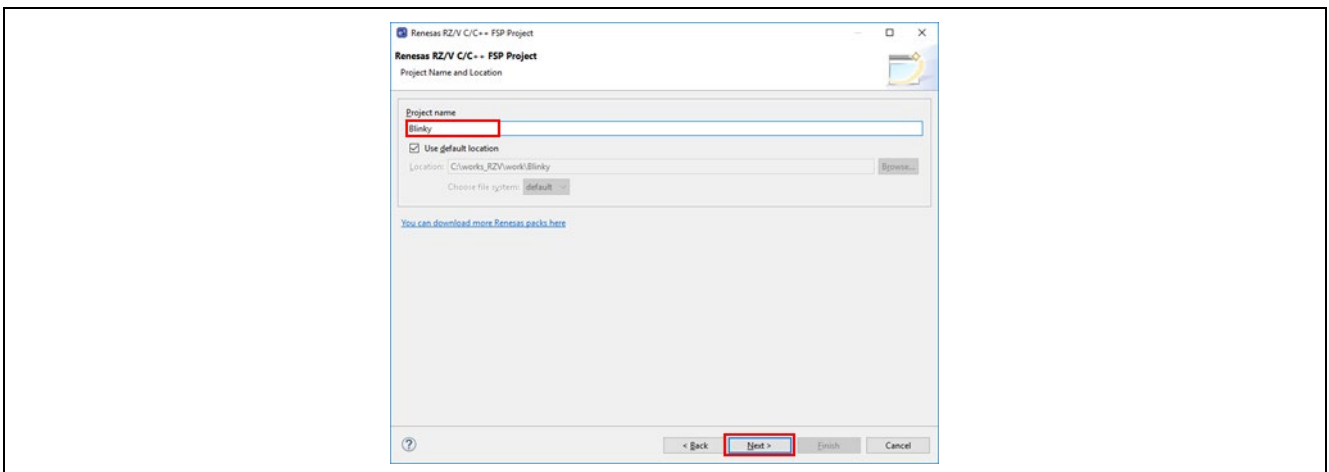 Renesas RZ/V C/C++ FSP Project
Renesas RZ/V C/C++ FSP Project
Project Name and Location
Project name
Blinky
Use default location
Location: C:\works_RZV\work\Blinky Browse...
Choose file system: default
You can download more Renesas packs here
< Back Next > Finish Cancel